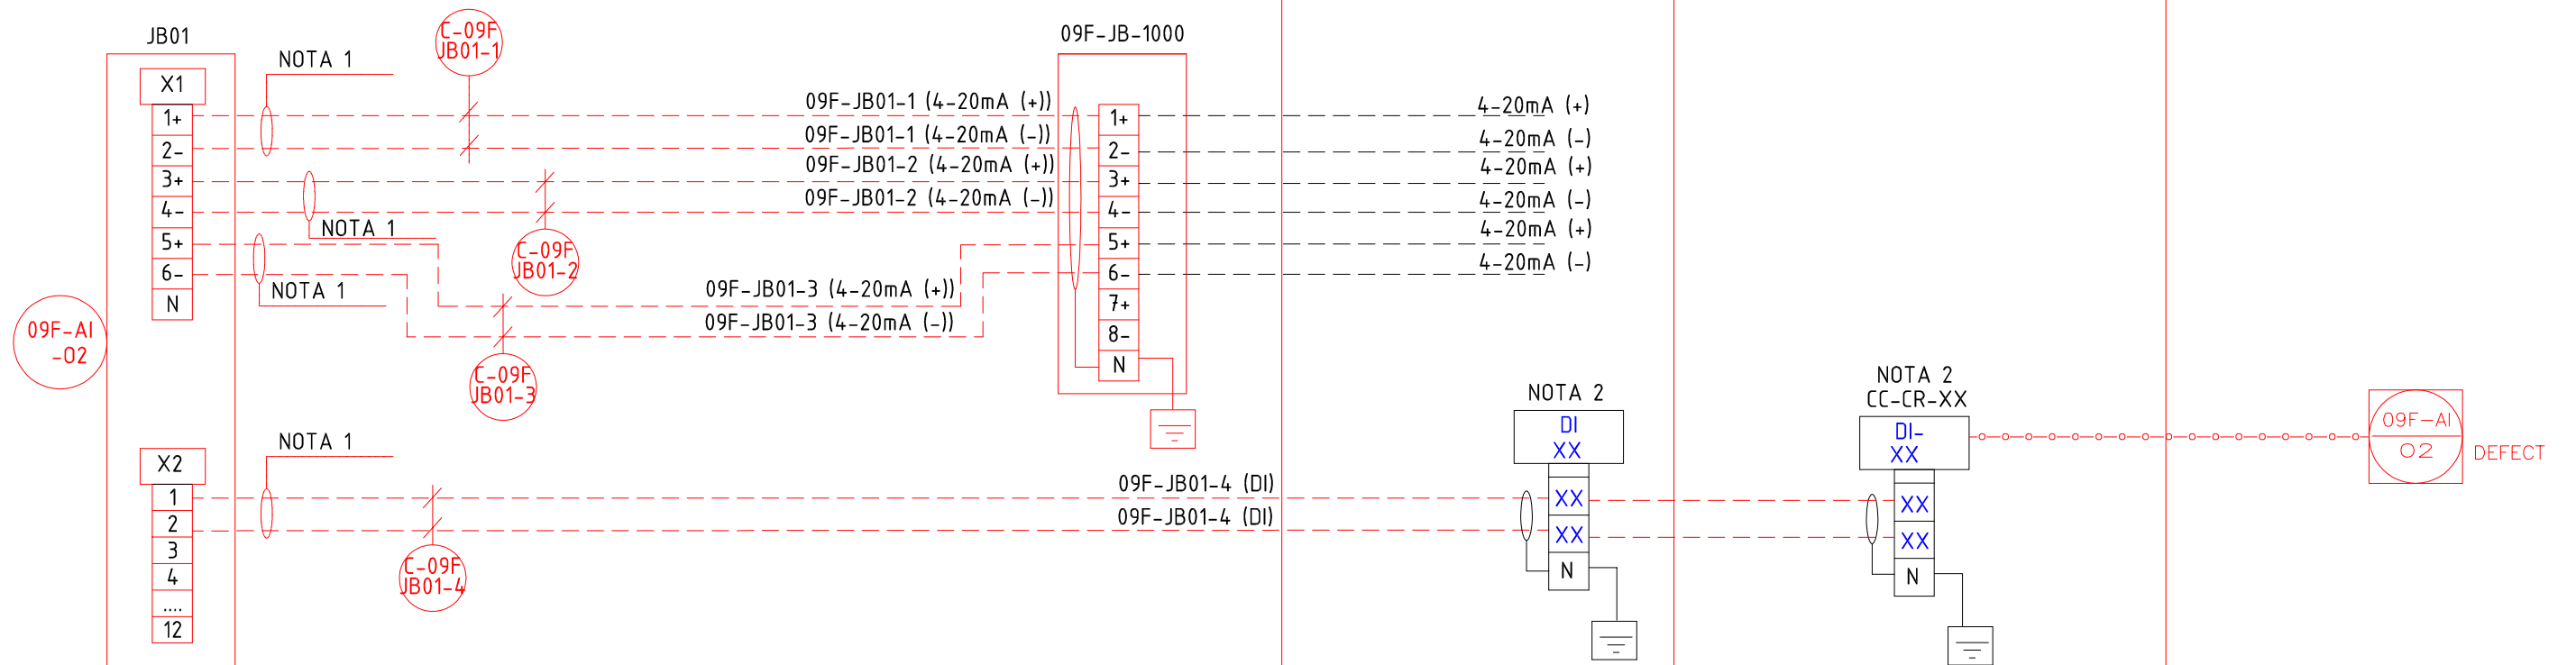 JB01
X1
1+
2-
3+
4-
5+
6-
N
NOTA 1
C-09F
JB01-1
NOTA 1
C-09F
JB01-2
NOTA 1
C-09F
JB01-3
09F-AI
-02
09F-JB01-1 (4-20mA (+))
09F-JB01-1 (4-20mA (-))
09F-JB01-2 (4-20mA (+))
09F-JB01-2 (4-20mA (-))
09F-JB01-3 (4-20mA (+))
09F-JB01-3 (4-20mA (-))
09F-JB-1000
1+
2-
3+
4-
5+
6-
7+
8-
N
4-20mA (+)
4-20mA (-)
4-20mA (+)
4-20mA (-)
4-20mA (+)
4-20mA (-)
X2
1
2
3
4
....
12
NOTA 1
C-09F
JB01-4
09F-JB01-4 (DI)
09F-JB01-4 (DI)
NOTA 2
DI
XX
XX
XX
N
NOTA 2
CC-CR-XX
DI-
XX
XX
XX
N
09F-AI
02
DEFECT